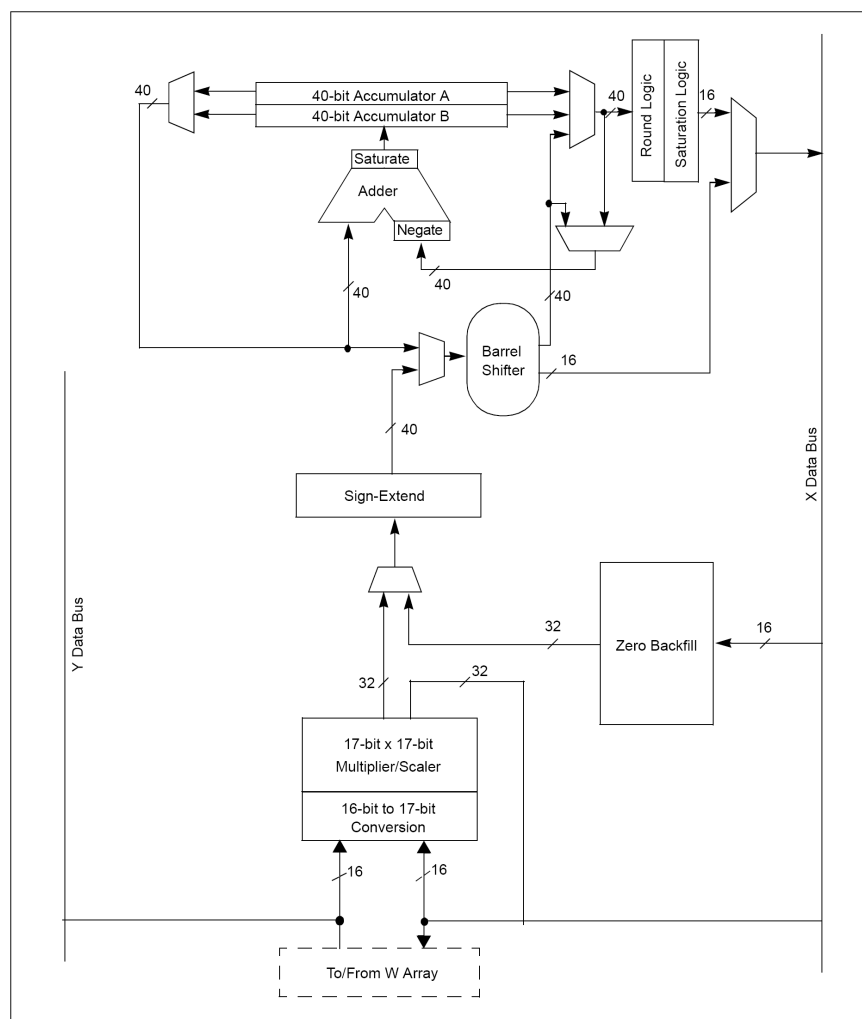 40
40-bit Accumulator A
40-bit Accumulator B
40
Round Logic
Saturation Logic
16
Saturate
Adder
Negate
40
40
40
Barrel
Shifter
16
40
Sign-Extend
X Data Bus
Y Data Bus
32
Zero Backfill
16
32
32
17-bit x 17-bit
Multiplier/Scaler
16-bit to 17-bit
Conversion
16
16
To/From W Array